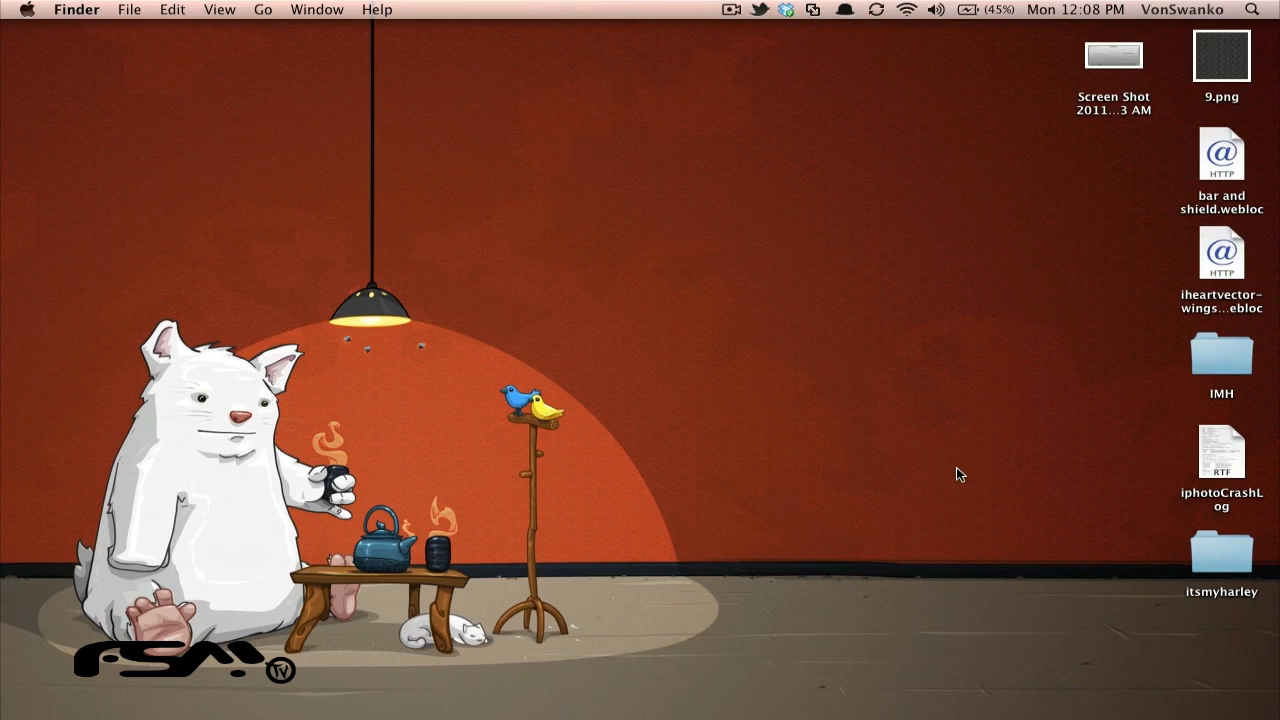 Finder File Edit View Go Window Help (45%) Mon 12:08 PM VonSwanko
Screen Shot
2011...3 AM
9.png
@
HTTP
bar and
shield.webloc
@
HTTP
iheartvector-
wings...ebloc
IMH
RTF
iphotoCrashL
og
itsmyharley
TV